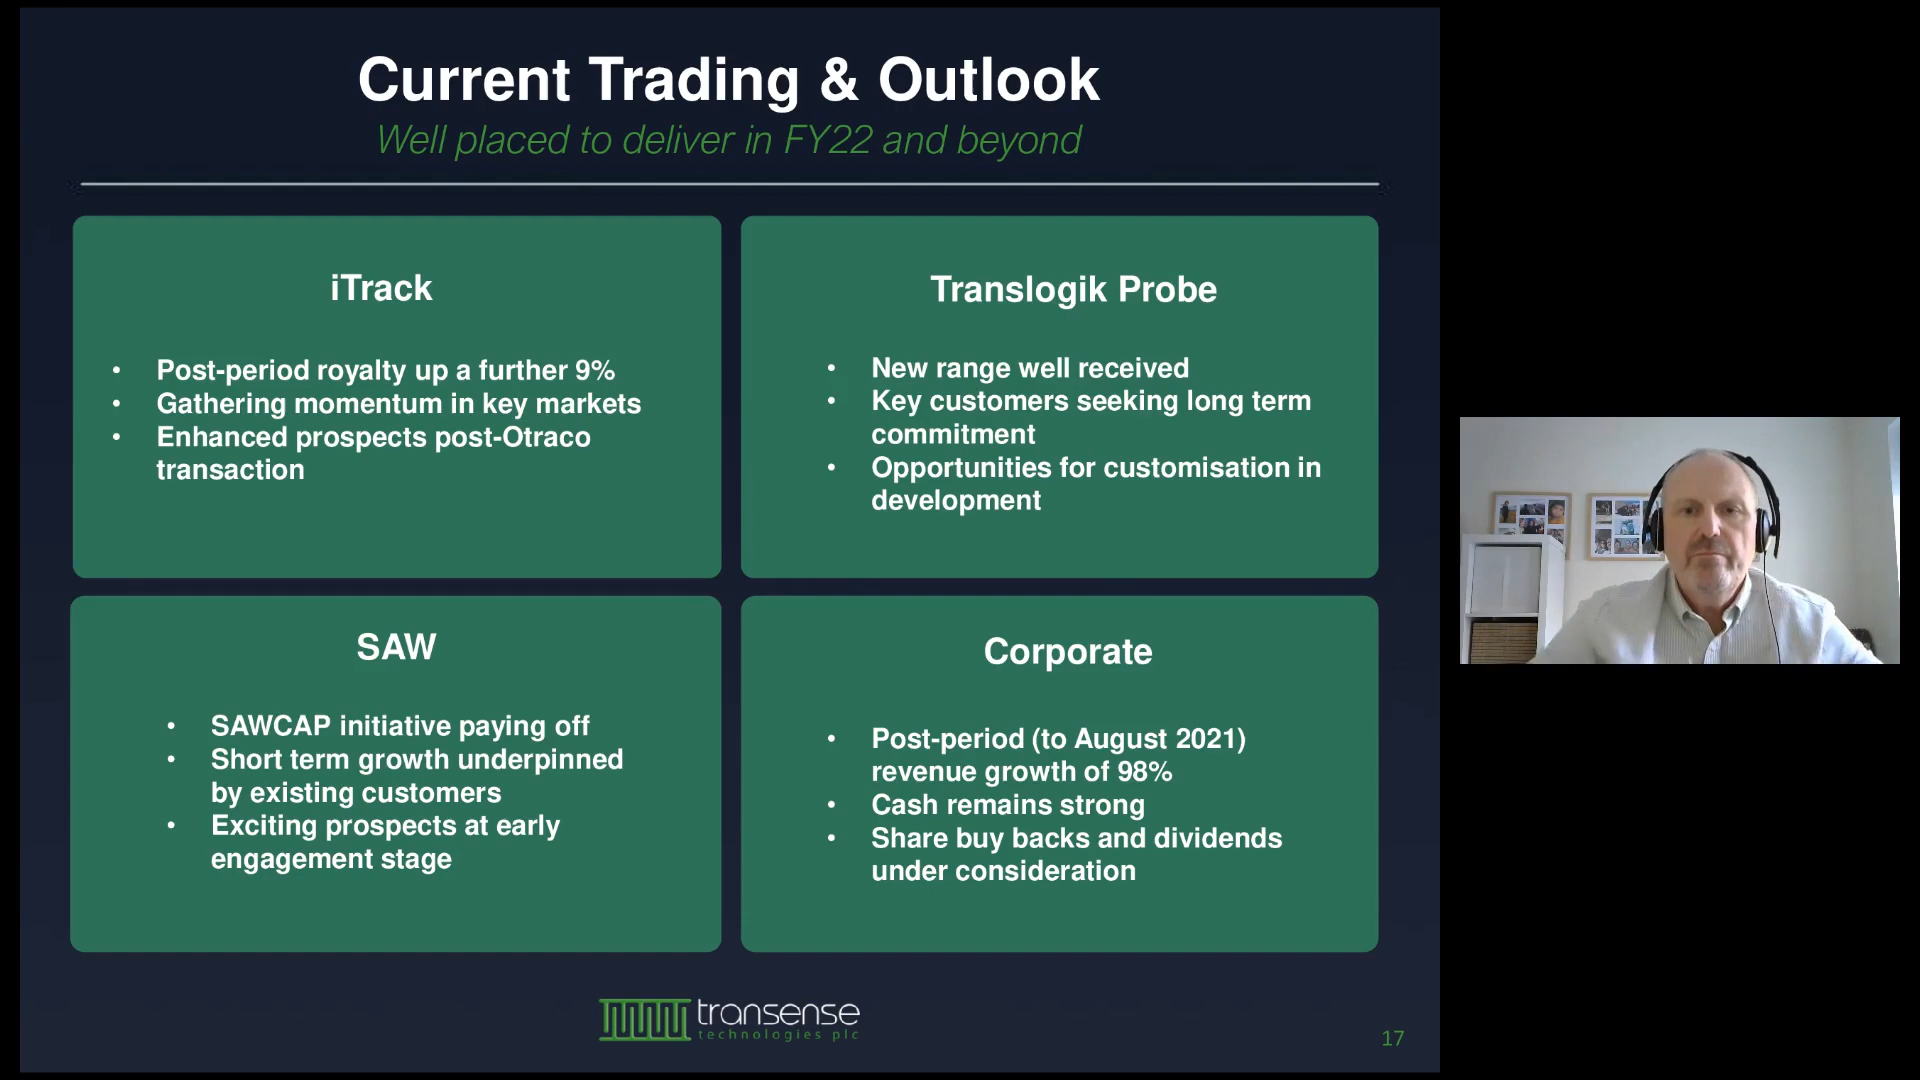 Current Trading & Outlook
Well placed to deliver in FY22 and beyond
iTrack
• Post-period royalty up a further 9%
• Gathering momentum in key markets
• Enhanced prospects post-Otraco
transaction
Translogik Probe
• New range well received
• Key customers seeking long term
commitment
• Opportunities for customisation in
development
SAW
• SAWCAP initiative paying off
• Short term growth underpinned
by existing customers
• Exciting prospects at early
engagement stage
Corporate
• Post-period (to August 2021)
revenue growth of 98%
• Cash remains strong
• Share buy backs and dividends
under consideration
transense
technologies plc
17